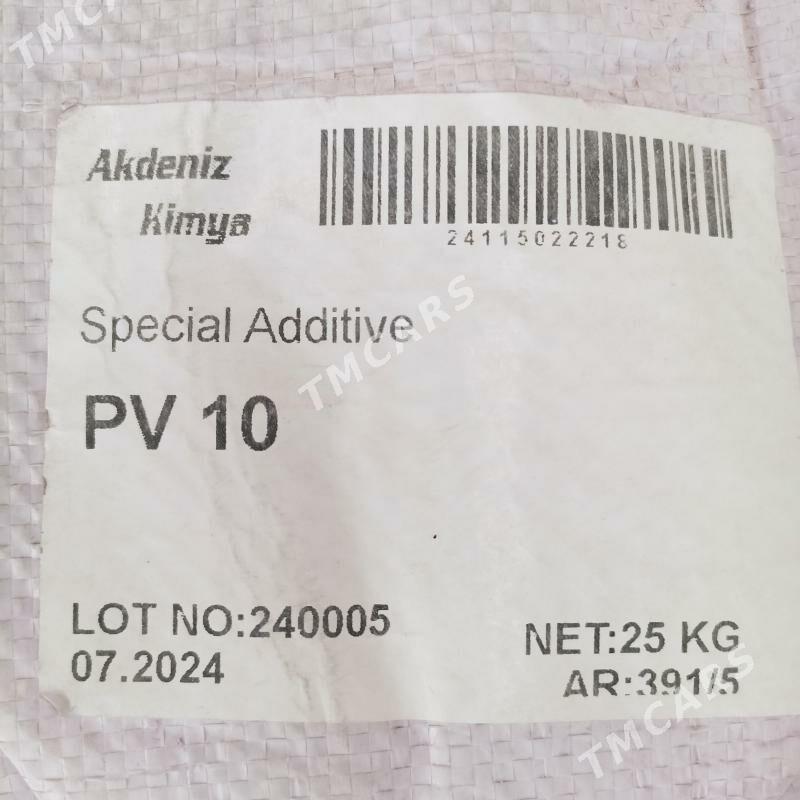 TMCARS
Akdeniz
Kimya
24115022218
Special Additive
TMCARS
PV 10
LOT NO:240005
07.2024
NET:25 KG
AR:391/5
TMCARS